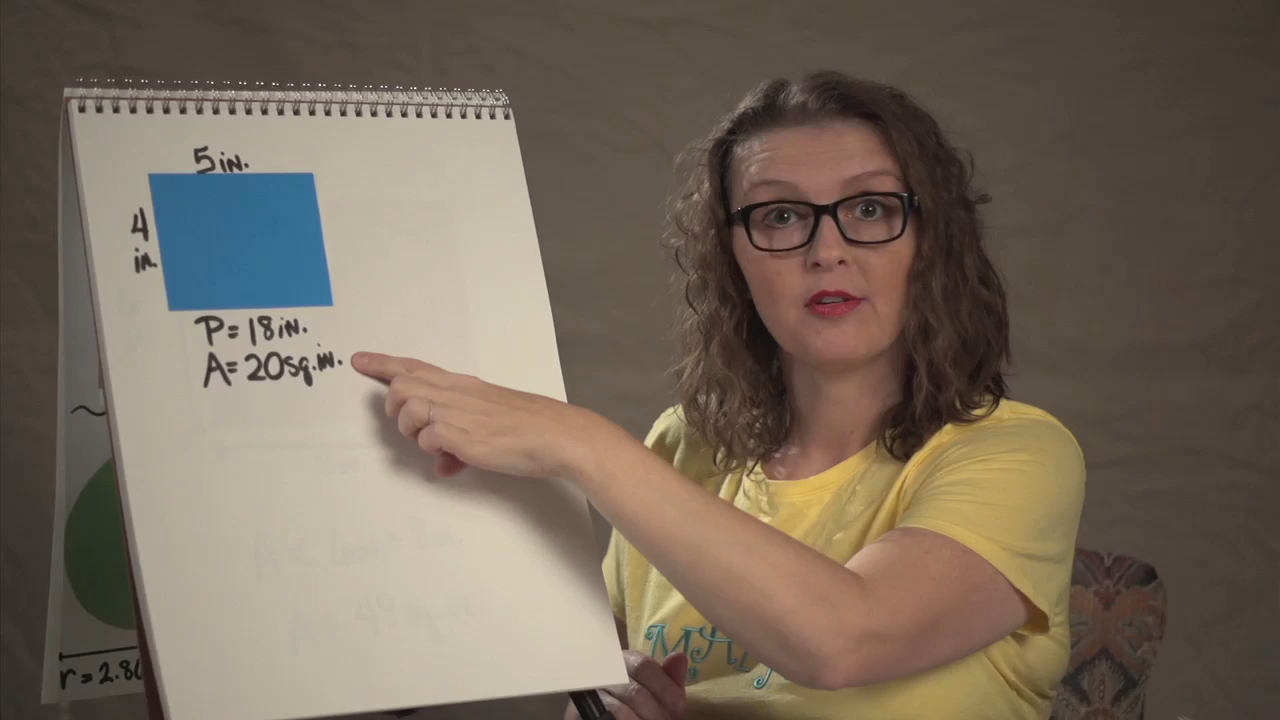 5 in.
4
in.
P = 18 in.
A = 20 sq. in.
r = 2.8